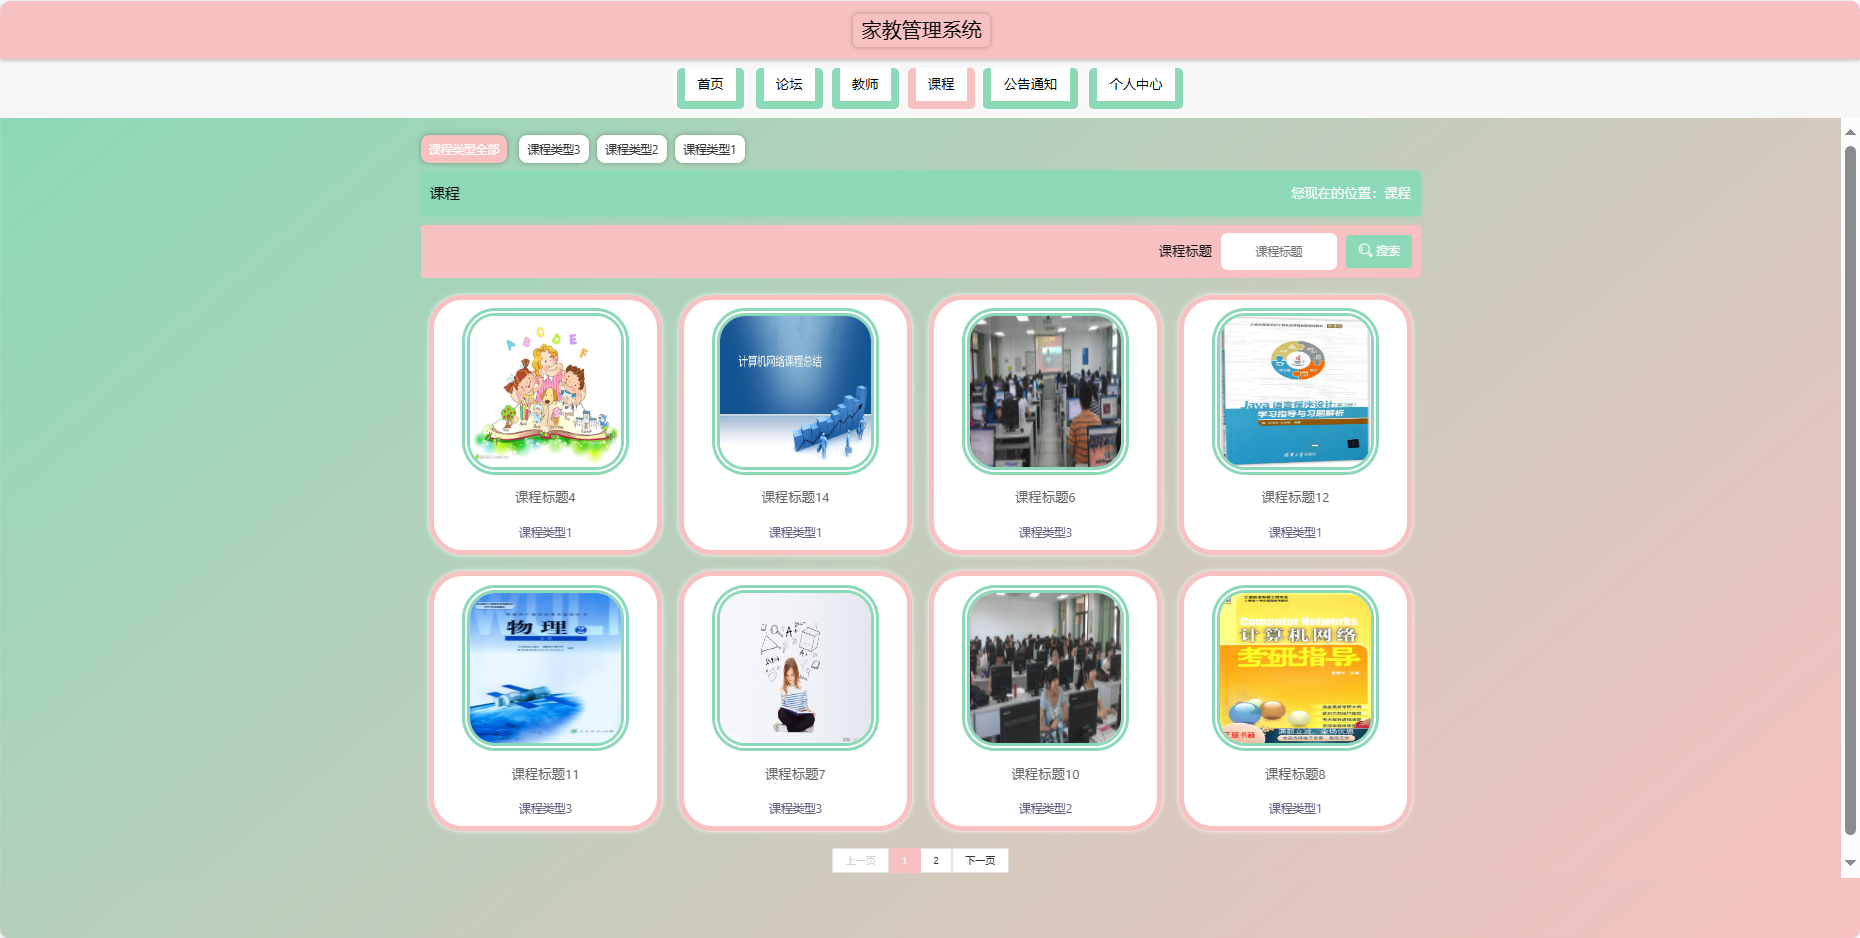 家教管理系统
首页
论坛
教师
课程
公告通知
个人中心
课程类型全部
课程类型3
课程类型2
课程类型1
课程
您现在的位置：课程
课程标题
课程标题
搜索
A B C D E F
计算机网络课程总结
Java 语言程序设计
学习指导与习题解析
课程标题4
课程标题14
课程标题6
课程标题12
课程类型1
课程类型1
课程类型3
课程类型1
物理2
Computer Networks
计算机网络
考研指导
正版书籍
课程标题11
课程标题7
课程标题10
课程标题8
课程类型3
课程类型3
课程类型2
课程类型1
上一页
1
2
下一页